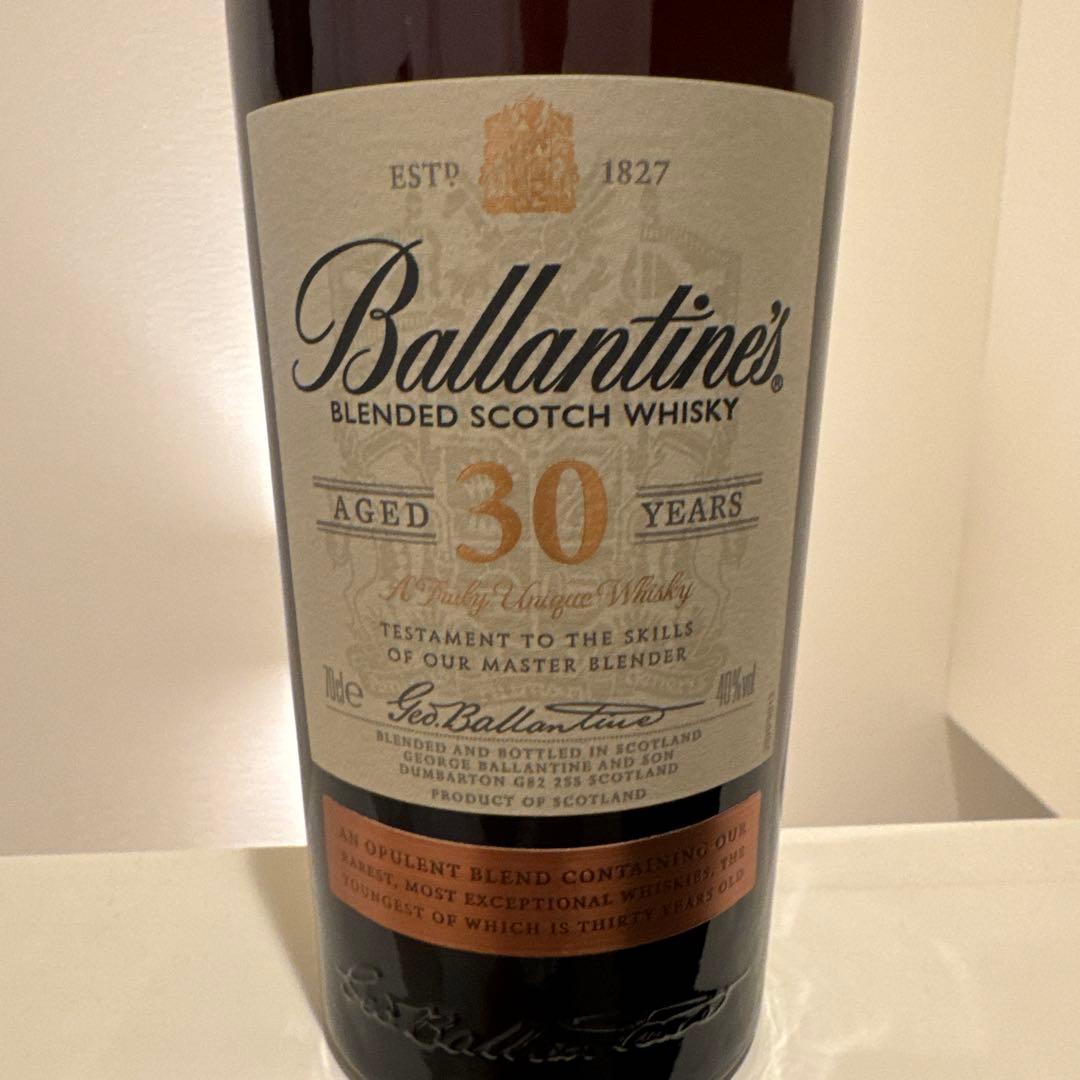 ESTD 1827
Ballantine's®
BLENDED SCOTCH WHISKY
AGED 30 YEARS
A Truly Unique Whisky
TESTAMENT TO THE SKILLS
OF OUR MASTER BLENDER
70cl e 40%vol
Geo. Ballantine
BLENDED AND BOTTLED IN SCOTLAND
GEORGE BALLANTINE AND SON
DUMBARTON G82 2SS SCOTLAND
PRODUCT OF SCOTLAND
AN OPULENT BLEND CONTAINING OUR
RAREST, MOST EXCEPTIONAL WHISKIES, THE
YOUNGEST OF WHICH IS THIRTY YEARS OLD
Geo. Ballantine